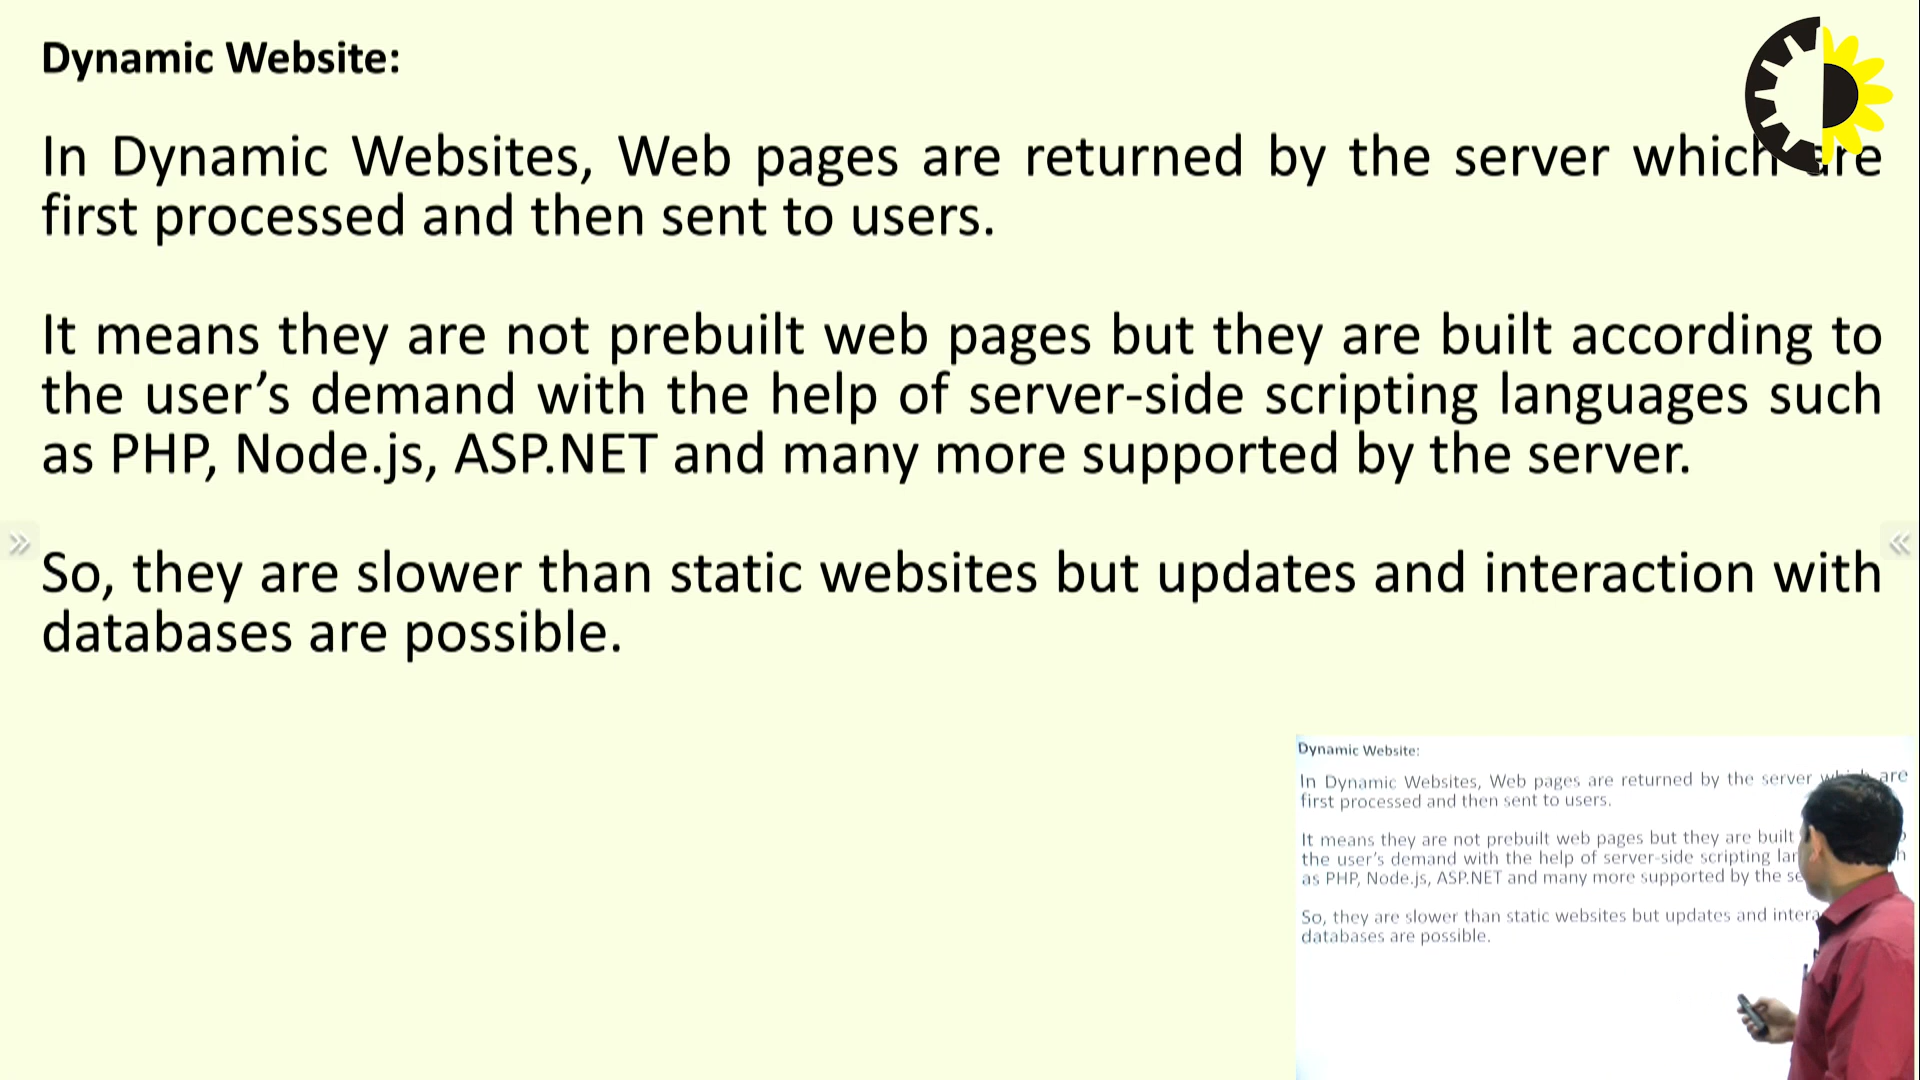 Dynamic Website:
In Dynamic Websites, Web pages are returned by the server which are
first processed and then sent to users.
It means they are not prebuilt web pages but they are built according to
the user’s demand with the help of server-side scripting languages such
as PHP, Node.js, ASP.NET and many more supported by the server.
So, they are slower than static websites but updates and interaction with
databases are possible.
Dynamic Website:
In Dynamic Websites, Web pages are returned by the server which are
first processed and then sent to users.
It means they are not prebuilt web pages but they are built
the user's demand with the help of server-side scripting
as PHP, Node.js, ASP.NET and many more supported by the
So, they are slower than static websites but updates and
databases are possible.